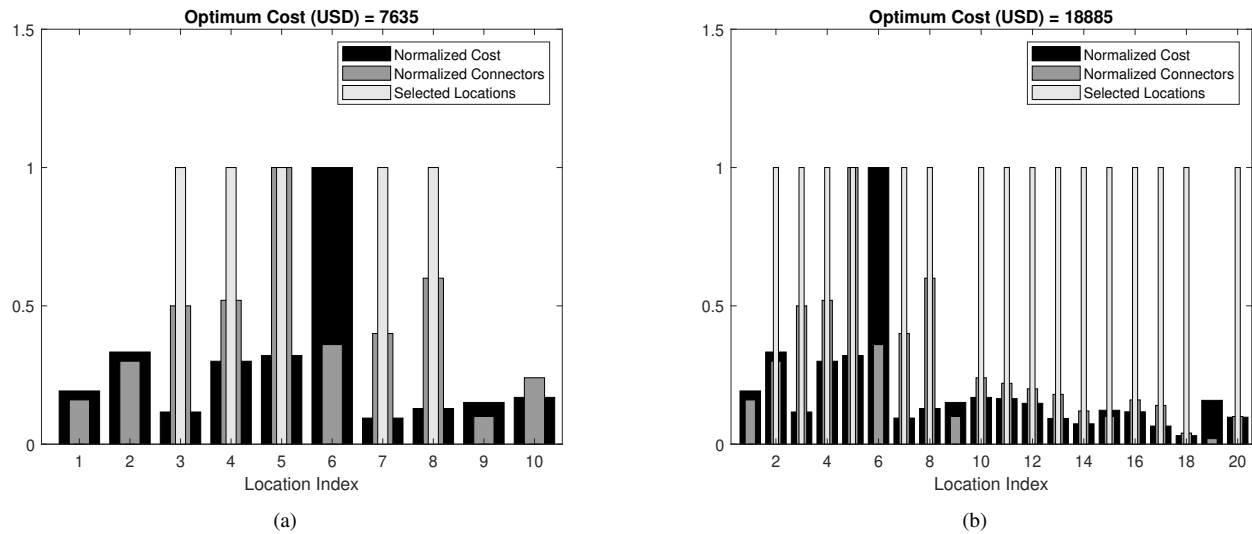 Optimum Cost (USD) = 7635
1.5
1
0.5
0
Normalized Cost
Normalized Connectors
Selected Locations
1 2 3 4 5 6 7 8 9 10
Location Index
(a)
Optimum Cost (USD) = 18885
1.5
1
0.5
0
Normalized Cost
Normalized Connectors
Selected Locations
2 4 6 8 10 12 14 16 18 20
Location Index
(b)